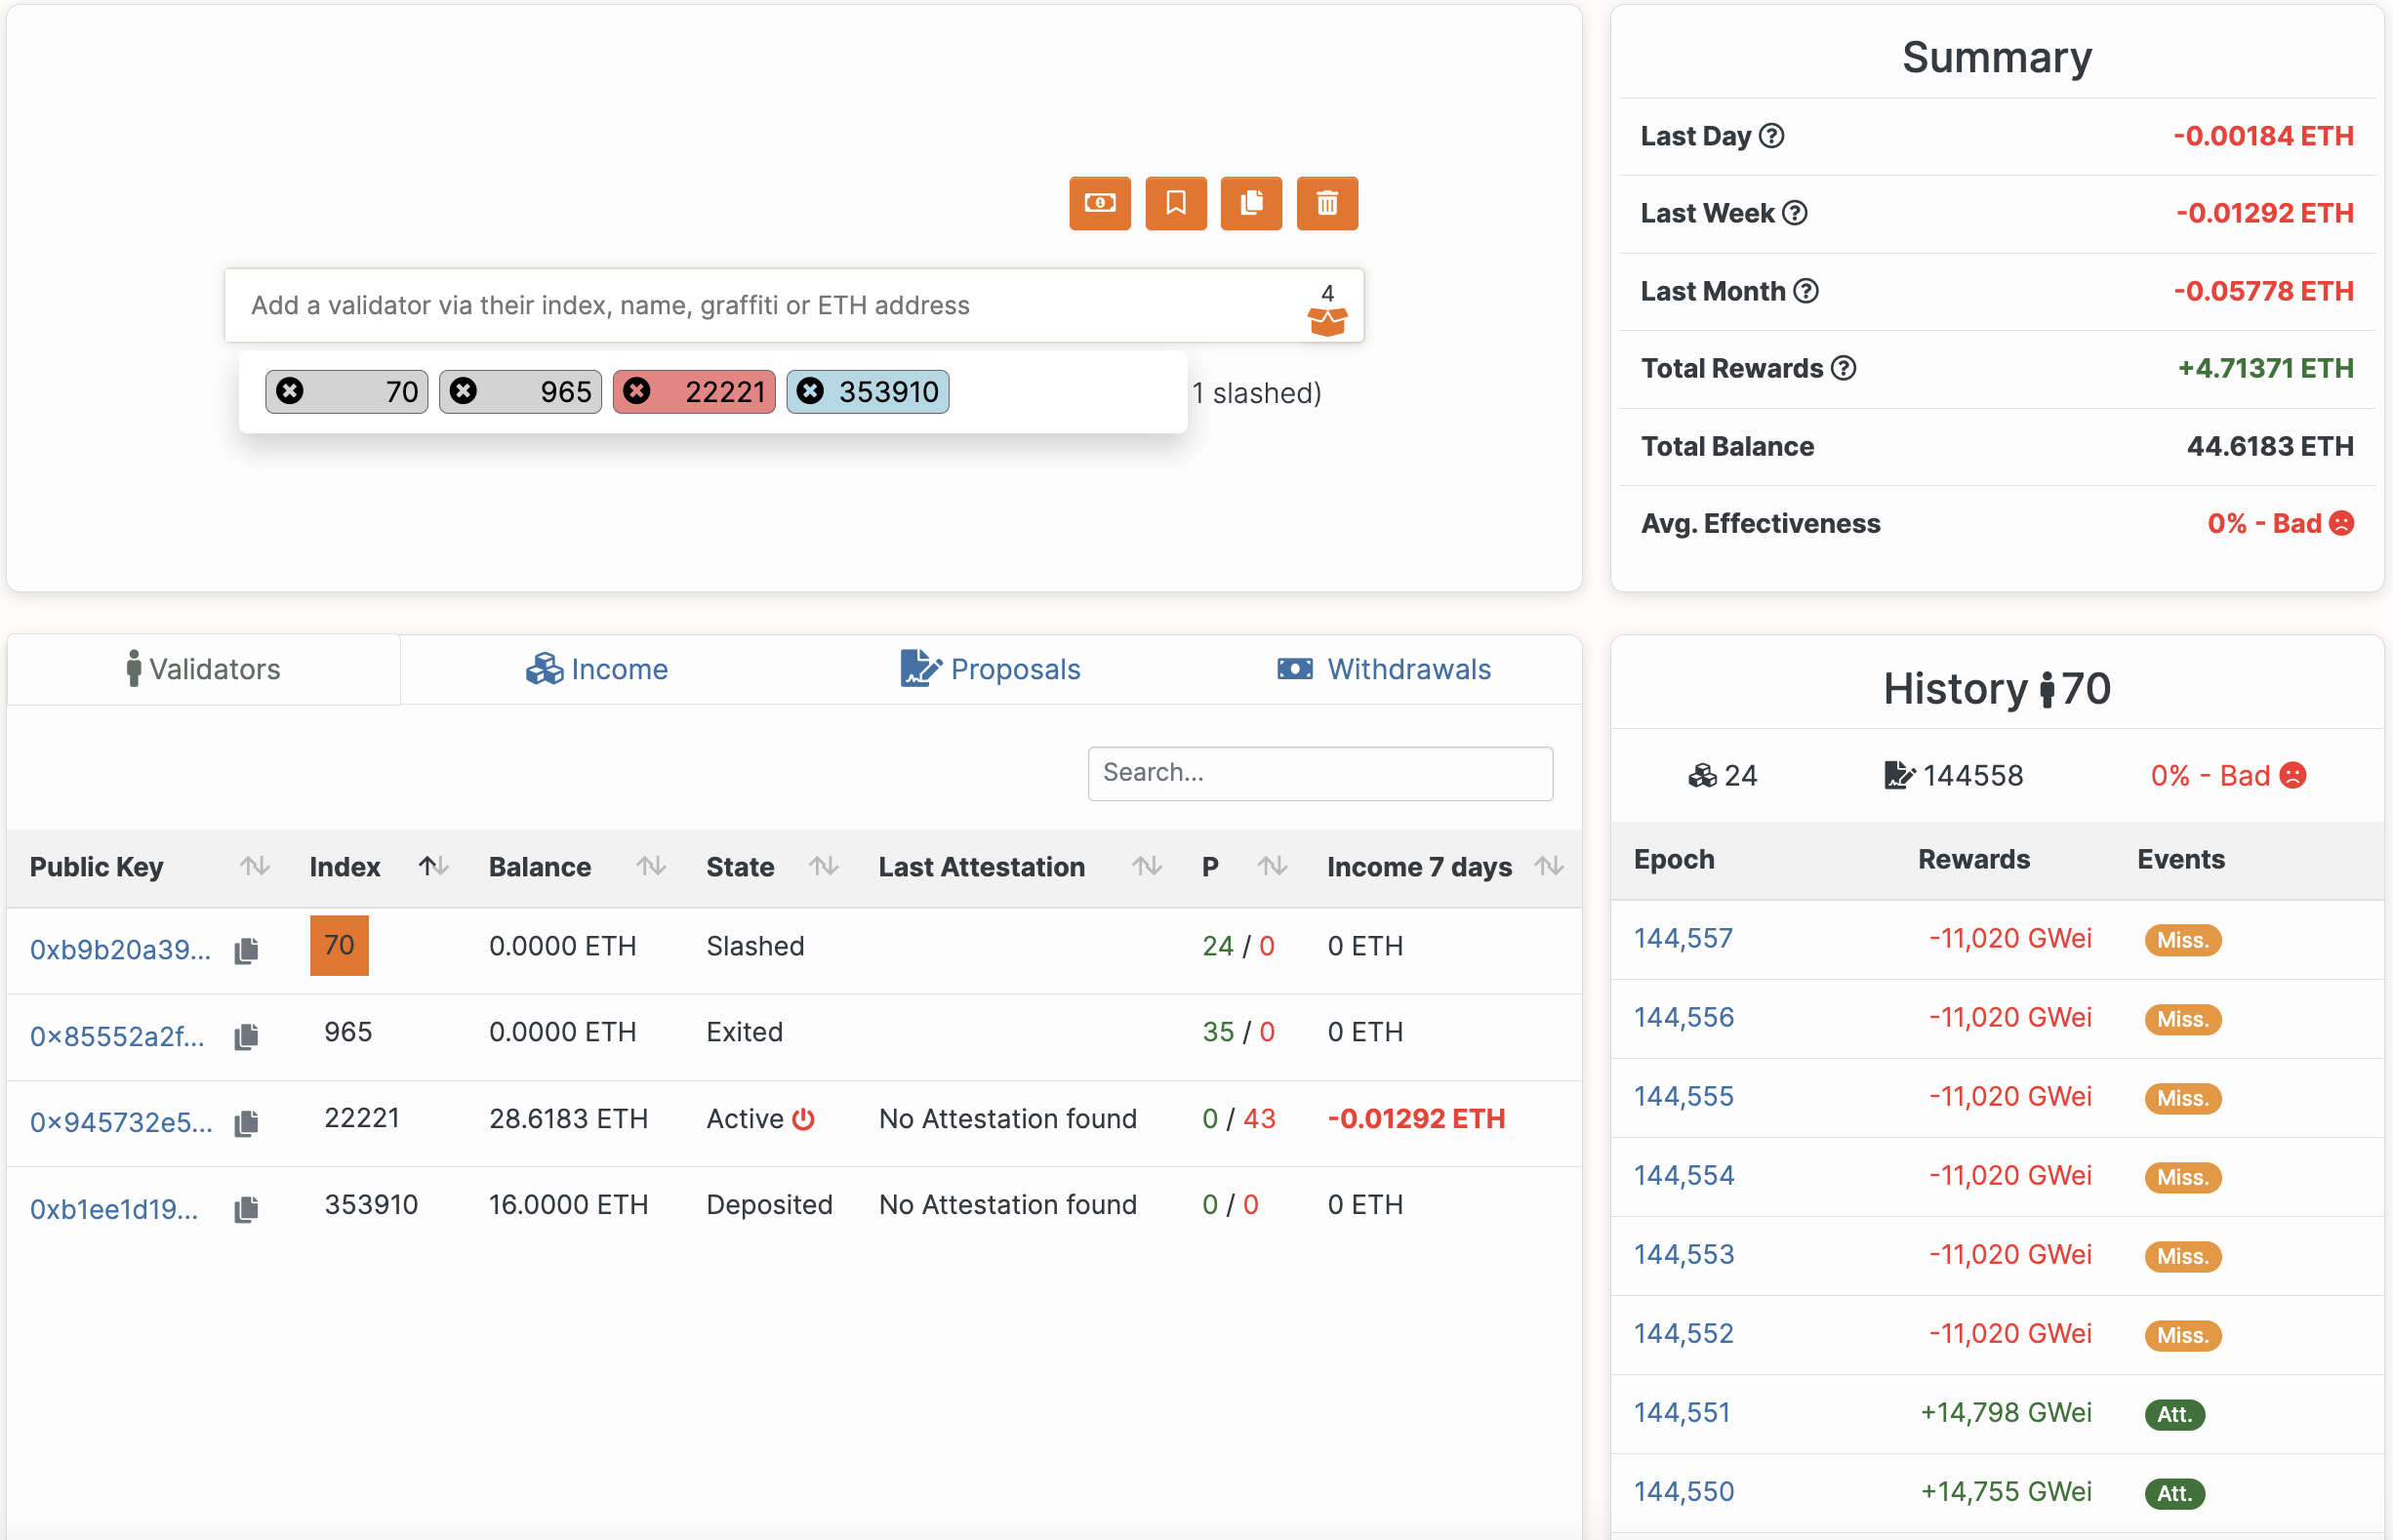 Add a validator via their index, name, graffiti or ETH address
4
70 965 22221 353910
1 slashed)
Summary
Last Day -0.00184 ETH
Last Week -0.01292 ETH
Last Month -0.05778 ETH
Total Rewards +4.71371 ETH
Total Balance 44.6183 ETH
Avg. Effectiveness 0% - Bad
Validators Income Proposals Withdrawals
Search...
Public Key Index Balance State Last Attestation P Income 7 days
0xb9b20a39... 70 0.0000 ETH Slashed 24 / 0 0 ETH
0x85552a2f... 965 0.0000 ETH Exited 35 / 0 0 ETH
0x945732e5... 22221 28.6183 ETH Active No Attestation found 0 / 43 -0.01292 ETH
0xb1ee1d19... 353910 16.0000 ETH Deposited No Attestation found 0 / 0 0 ETH
History 70
24 144558 0% - Bad
Epoch Rewards Events
144,557 -11,020 GWei Miss.
144,556 -11,020 GWei Miss.
144,555 -11,020 GWei Miss.
144,554 -11,020 GWei Miss.
144,553 -11,020 GWei Miss.
144,552 -11,020 GWei Miss.
144,551 +14,798 GWei Att.
144,550 +14,755 GWei Att.